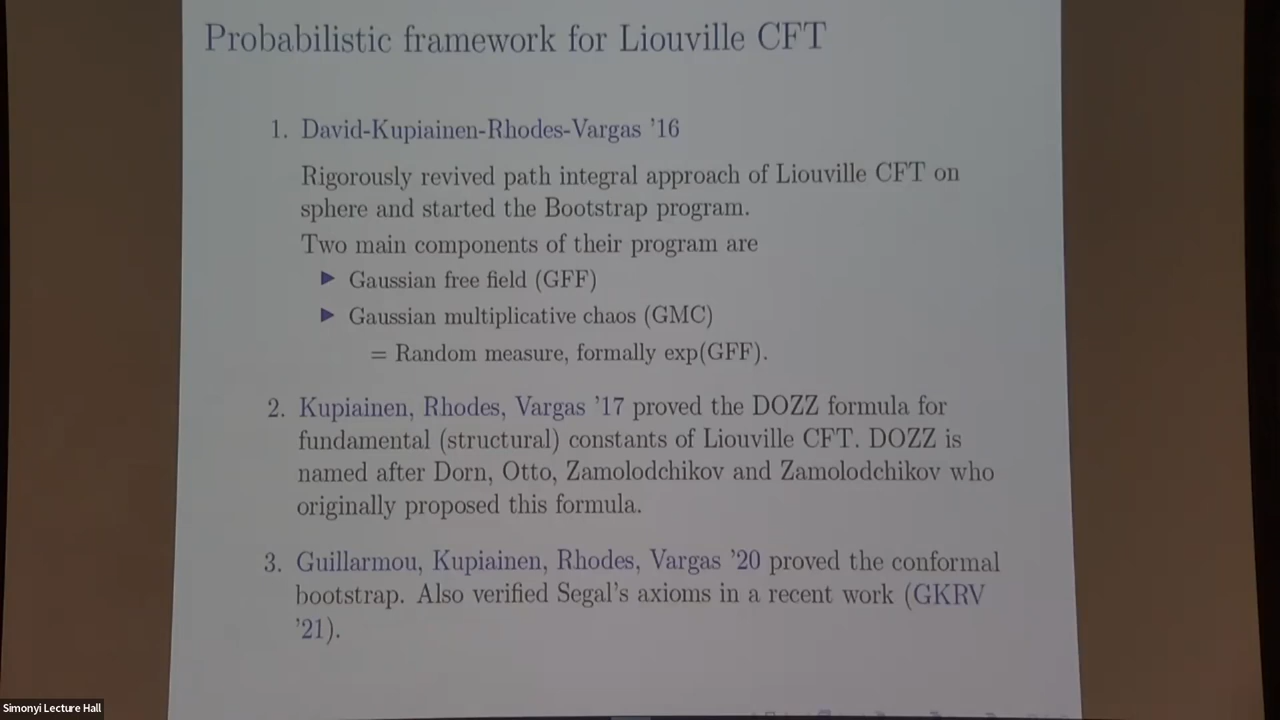 Probabilistic framework for Liouville CFT
1. David-Kupiainen-Rhodes-Vargas '16
Rigorously revived path integral approach of Liouville CFT on
sphere and started the Bootstrap program.
Two main components of their program are
▶ Gaussian free field (GFF)
▶ Gaussian multiplicative chaos (GMC)
= Random measure, formally exp(GFF).
2. Kupiainen, Rhodes, Vargas '17 proved the DOZZ formula for
fundamental (structural) constants of Liouville CFT. DOZZ is
named after Dorn, Otto, Zamolodchikov and Zamolodchikov who
originally proposed this formula.
3. Guillarmou, Kupiainen, Rhodes, Vargas '20 proved the conformal
bootstrap. Also verified Segal's axioms in a recent work (GKRV
'21).
Simonyi Lecture Hall